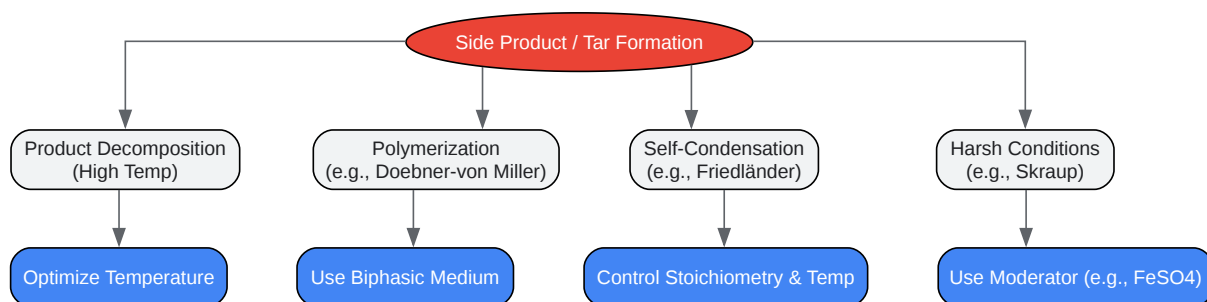 Side Product / Tar Formation
Product Decomposition
(High Temp)
Polymerization
(e.g., Doebner-von Miller)
Self-Condensation
(e.g., Friedländer)
Harsh Conditions
(e.g., Skraup)
Optimize Temperature
Use Biphasic Medium
Control Stoichiometry & Temp
Use Moderator (e.g., FeSO4)